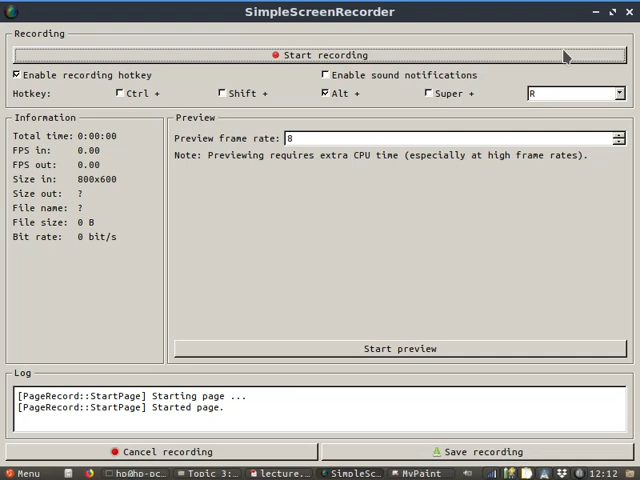 SimpleScreenRecorder
Recording
Start recording
Enable recording hotkey
Enable sound notifications
Hotkey: Ctrl + Shift + Alt + Super + R
Information
Total time: 0:00:00
FPS in: 0.00
FPS out: 0.00
Size in: 800x600
Size out: ?
File name: ?
File size: 0 B
Bit rate: 0 bit/s
Preview
Preview frame rate: 8
Note: Previewing requires extra CPU time (especially at high frame rates).
Start preview
Log
[PageRecord::StartPage] Starting page ...
[PageRecord::StartPage] Started page.
Cancel recording
Save recording
Menu hp@hp-pc... Topic 3:... lecture... SimpleSc... MvPaint 12:12